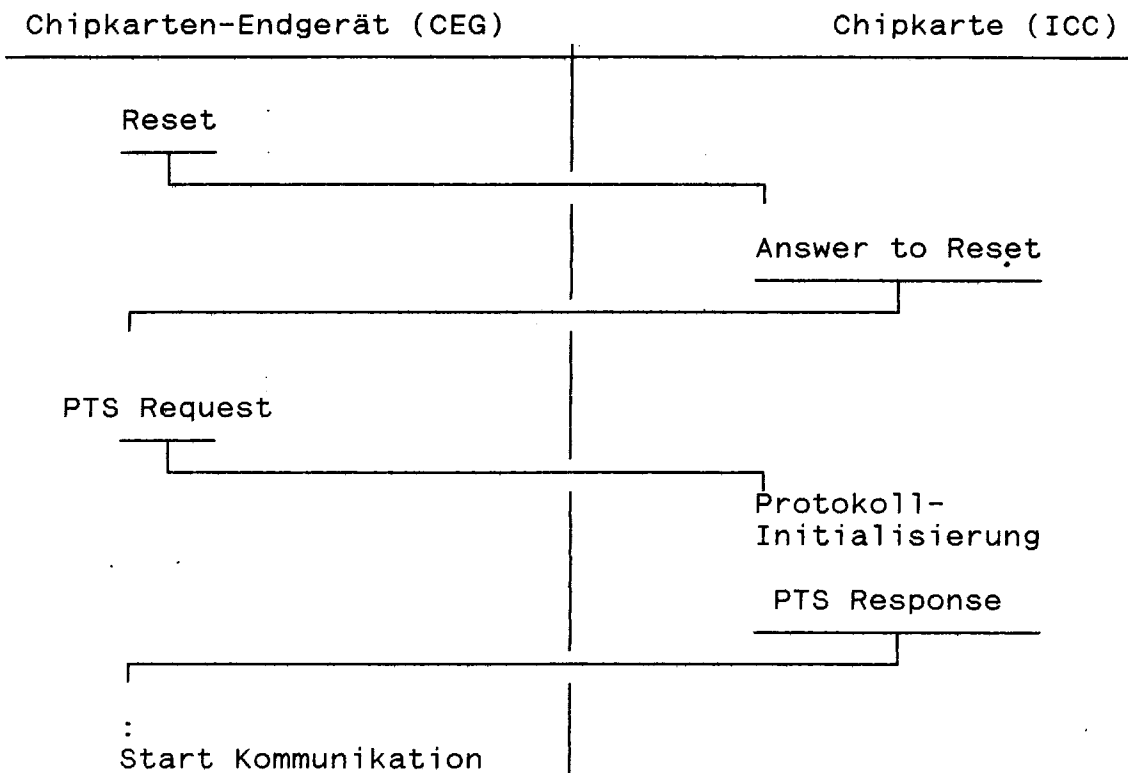 Chipkarten-Endgerät (CEG) Chipkarte (ICC)
Reset
Answer to Reset
PTS Request
Protokoll-
Initialisierung
PTS Response
:
Start Kommunikation